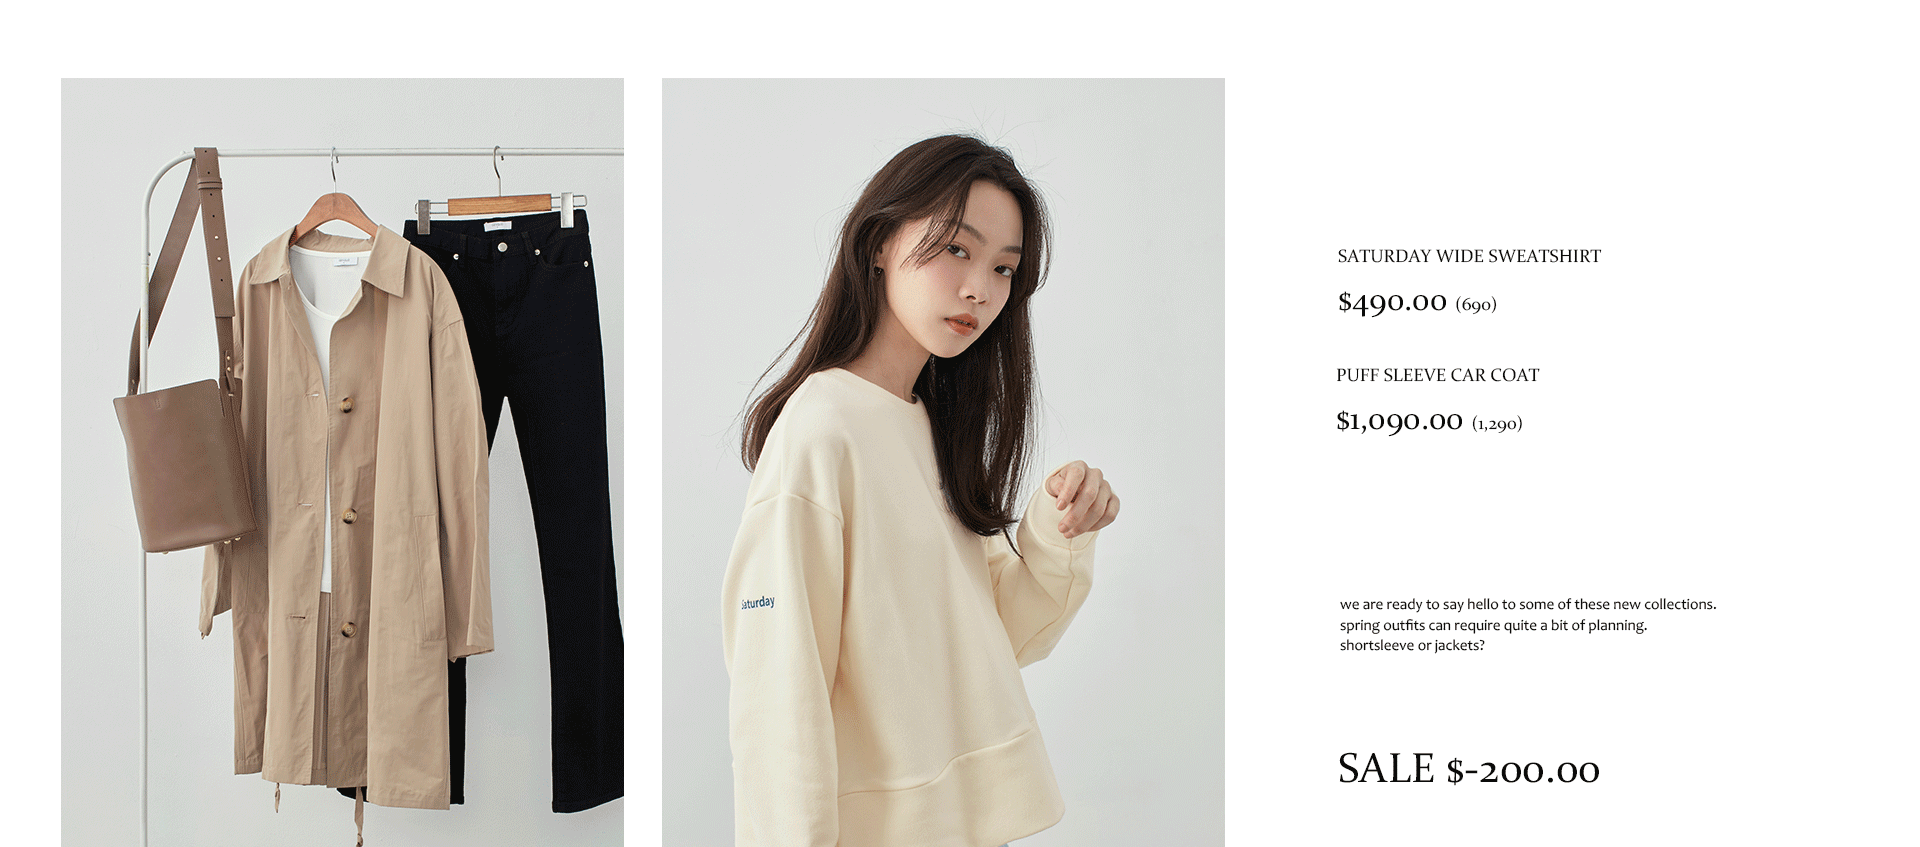 Saturday
SATURDAY WIDE SWEATSHIRT
$490.00 (690)
PUFF SLEEVE CAR COAT
$1,090.00 (1,290)
we are ready to say hello to some of these new collections.
spring outfits can require quite a bit of planning.
shortsleeve or jackets?
SALE $-200.00